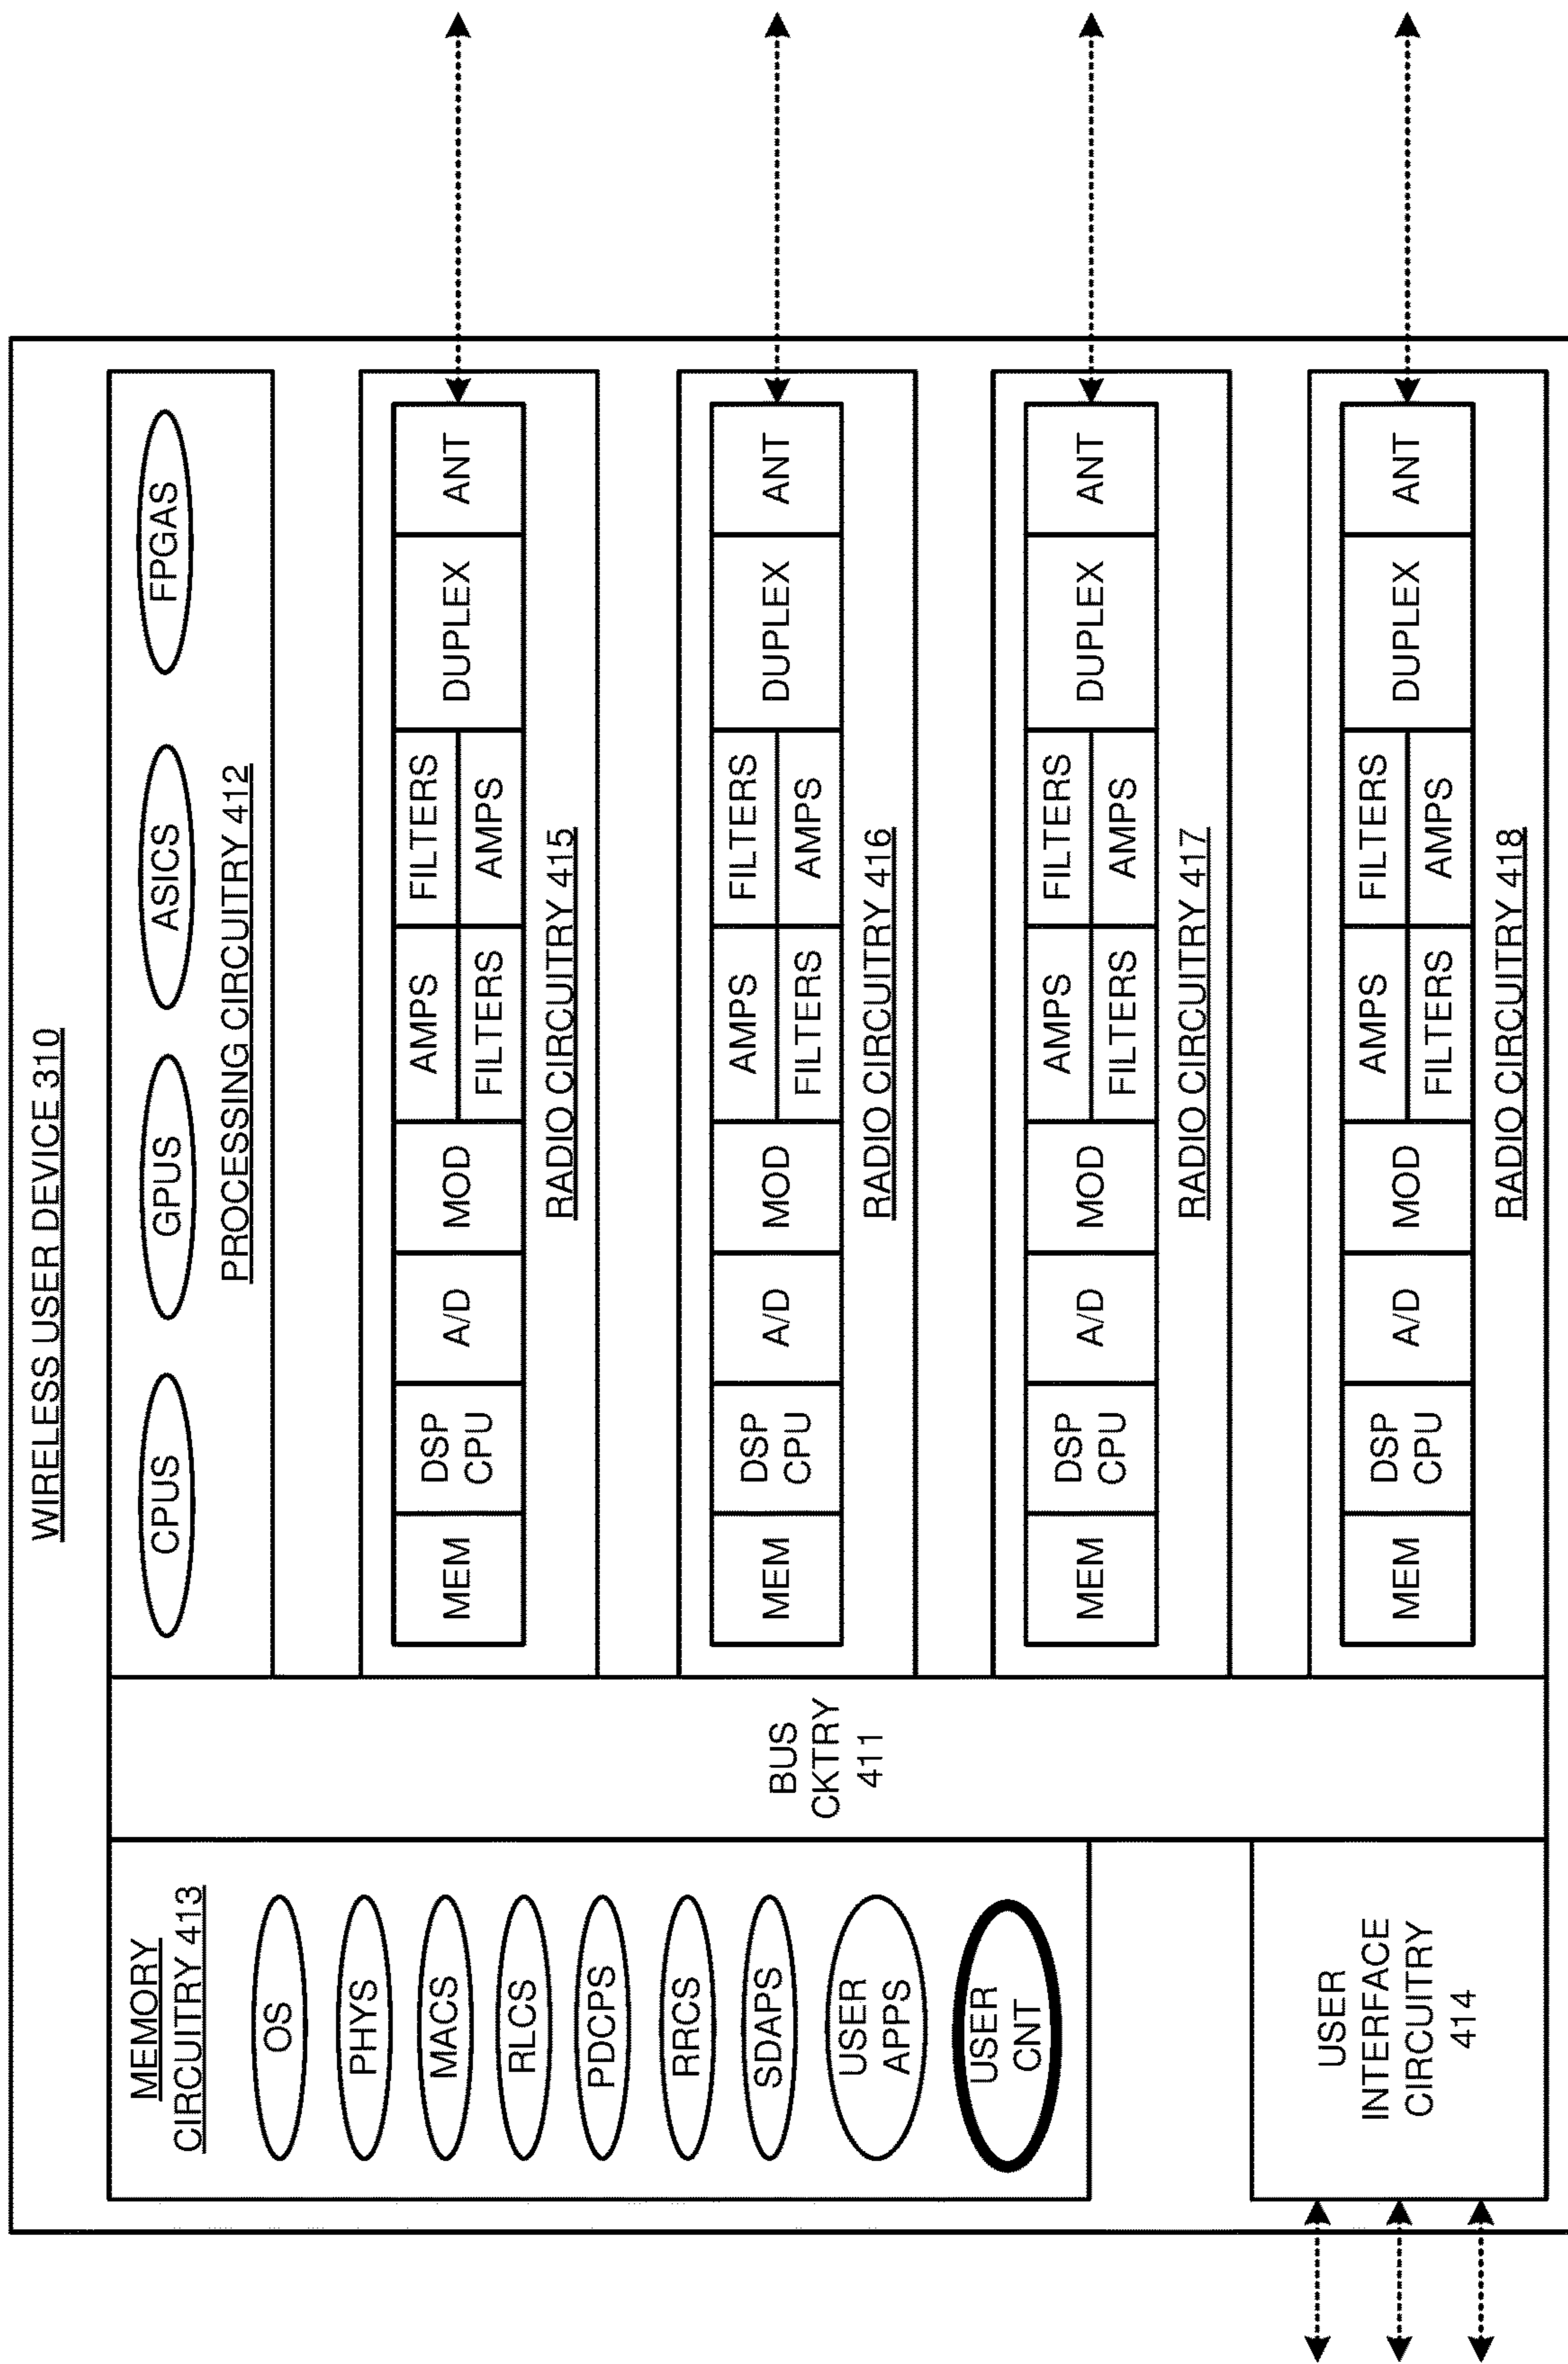 WIRELESS USER DEVICE 310
MEMORY
CIRCUITRY 413
OS
PHYS
MACS
RLCS
PDCPS
RRCS
SDAPS
USER
APPS
USER
CNT
USER
INTERFACE
CIRCUITRY
414
BUS
CKTRY
411
CPUS
GPUS
ASICS
FPGAS
PROCESSING CIRCUITRY 412
MEM
DSP
CPU
A/D
MOD
AMPS
FILTERS
FILTERS
AMPS
DUPLEX
ANT
RADIO CIRCUITRY 415
MEM
DSP
CPU
A/D
MOD
AMPS
FILTERS
FILTERS
AMPS
DUPLEX
ANT
RADIO CIRCUITRY 416
MEM
DSP
CPU
A/D
MOD
AMPS
FILTERS
FILTERS
AMPS
DUPLEX
ANT
RADIO CIRCUITRY 417
MEM
DSP
CPU
A/D
MOD
AMPS
FILTERS
FILTERS
AMPS
DUPLEX
ANT
RADIO CIRCUITRY 418